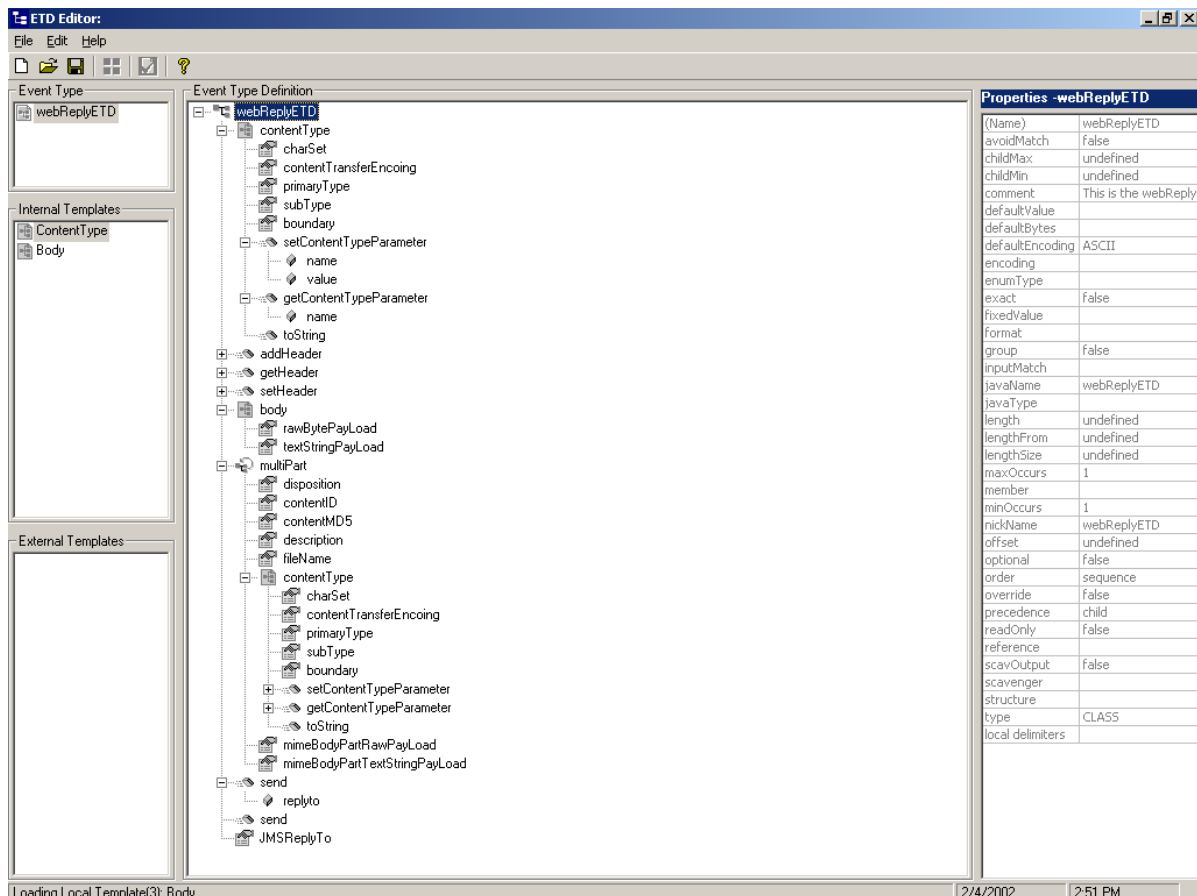 ETD Editor:
File Edit Help
Event Type
webReplyETD
Internal Templates
ContentType
Body
External Templates
Event Type Definition
webReplyETD
contentType
charSet
contentTransferEncoing
primaryType
subType
boundary
setContentTypeParameter
name
value
getContentTypeParameter
name
toString
addHeader
getHeader
setHeader
body
rawBytePayLoad
textStringPayLoad
multiPart
disposition
contentID
contentMD5
description
fileName
contentType
charSet
contentTransferEncoing
primaryType
subType
boundary
setContentTypeParameter
getContentTypeParameter
toString
mimeBodyPartRawPayLoad
mimeBodyPartTextStringPayLoad
send
replyto
send
JMSReplyTo
Properties -webReplyETD
(Name) webReplyETD
avoidMatch false
childMax undefined
childMin undefined
comment This is the webReply
defaultValue
defaultBytes
defaultEncoding ASCII
encoding
enumType
exact false
fixedValue
format
group false
inputMatch
javaName webReplyETD
javaType
length undefined
lengthFrom undefined
lengthSize undefined
maxOccurs 1
member
minOccurs 1
nickName webReplyETD
offset undefined
optional false
order sequence
override false
precedence child
readOnly false
reference
scavOutput false
scavenger
structure
type CLASS
local delimiters
Loading Local Template(3): Body 2/4/2002 2:51 PM